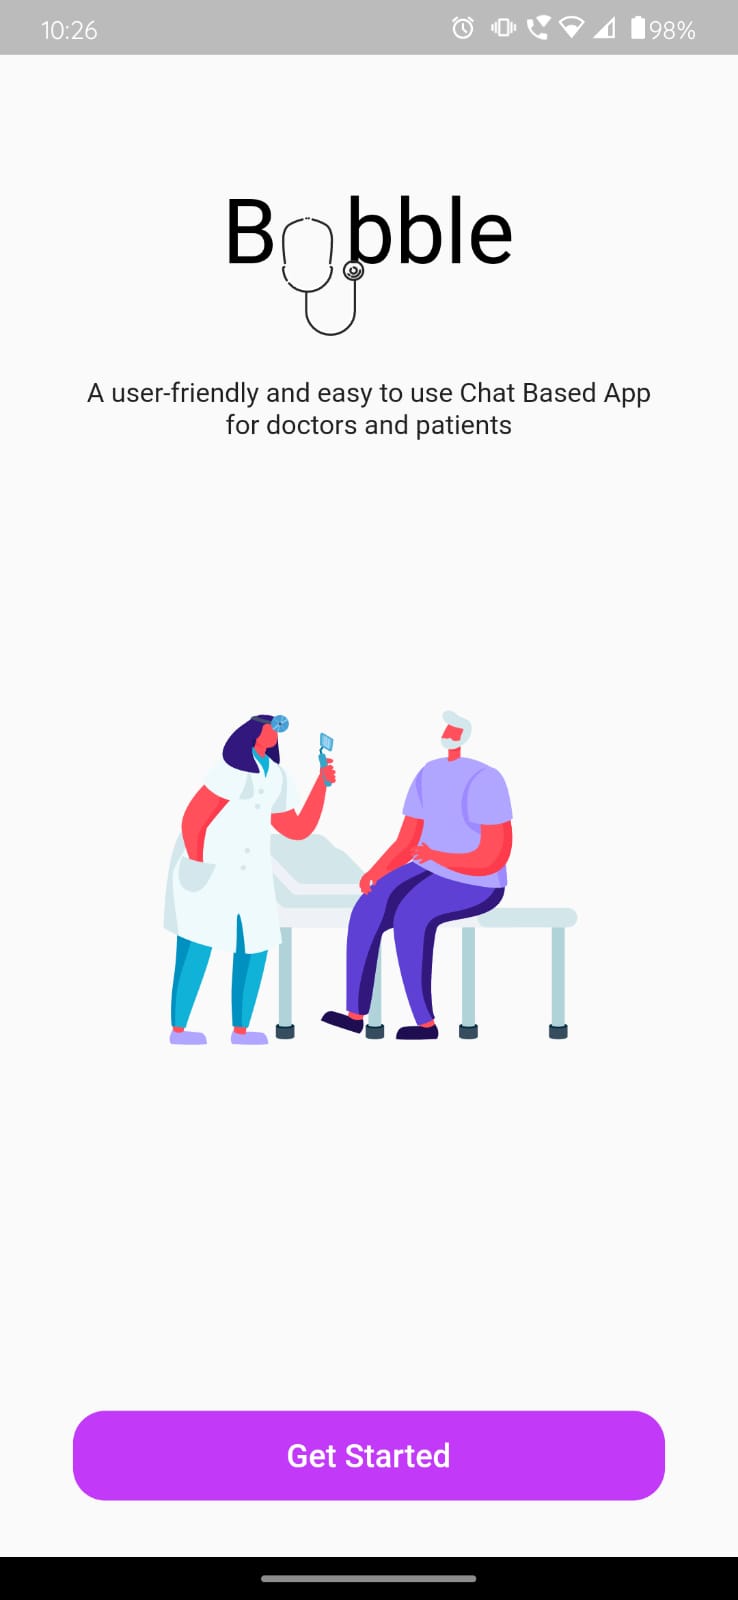 10:26
98%
Bubble
A user-friendly and easy to use Chat Based App
for doctors and patients
Get Started